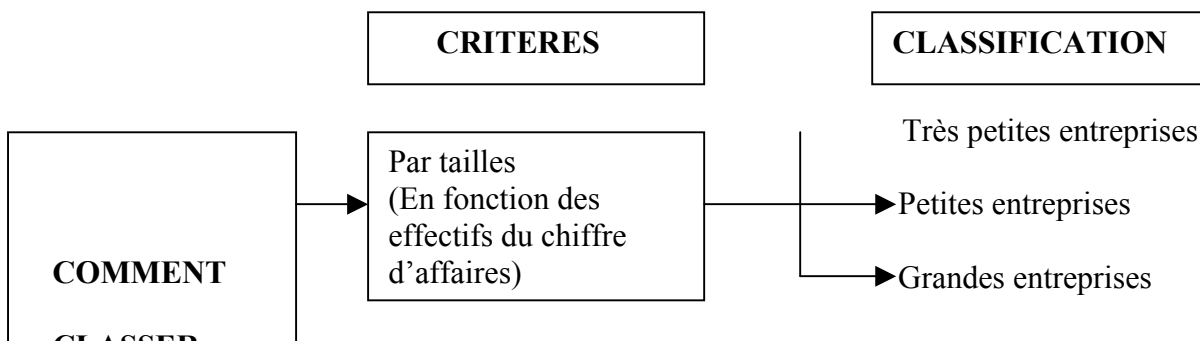 CRITERES
CLASSIFICATION
Par tailles
(En fonction des
effectifs du chiffre
d’affaires)
Très petites entreprises
Petites entreprises
Grandes entreprises
COMMENT
CLASSER